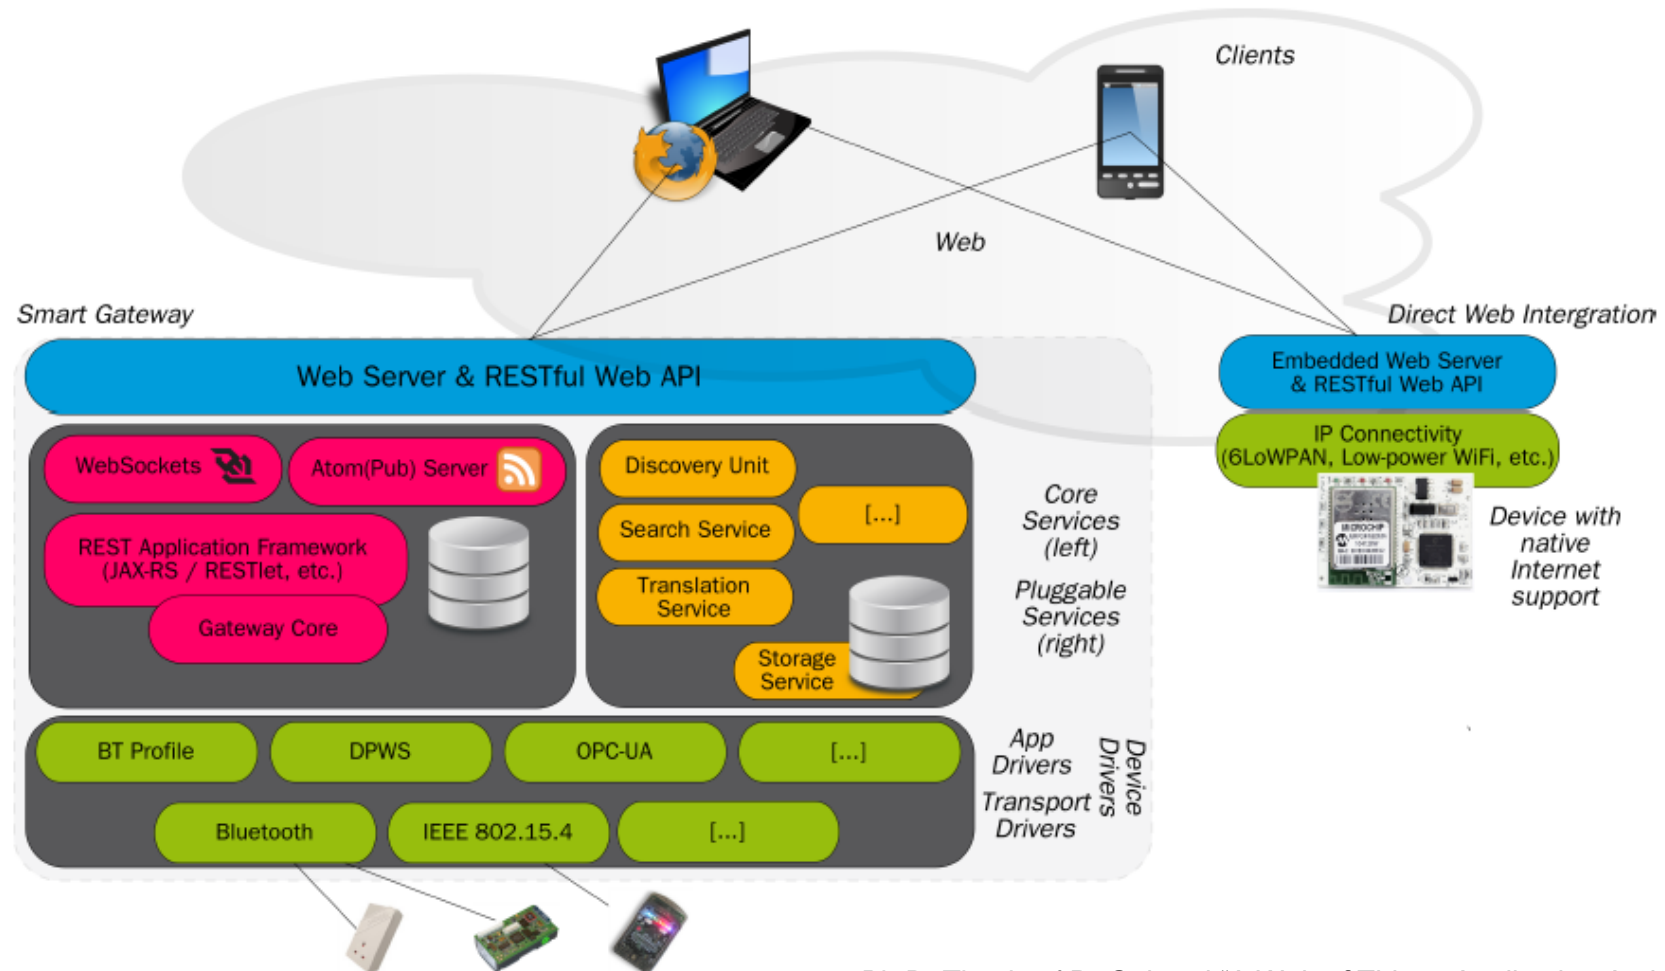 Clients
Web
Smart Gateway
Direct Web Intergration
Web Server & RESTful Web API
Embedded Web Server
& RESTful Web API
IP Connectivity
(6LoWPAN, Low-power WiFi, etc.)
MICROCHIP
Device with
native
Internet
support
WebSockets
Atom(Pub) Server
REST Application Framework
(JAX-RS / RESTlet, etc.)
Gateway Core
Discovery Unit
[...]
Search Service
Translation
Service
Storage
Service
Core
Services
(left)
Pluggable
Services
(right)
BT Profile
DPWS
OPC-UA
[...]
App
Drivers
Device
Drivers
Bluetooth
IEEE 802.15.4
[...]
Transport
Drivers